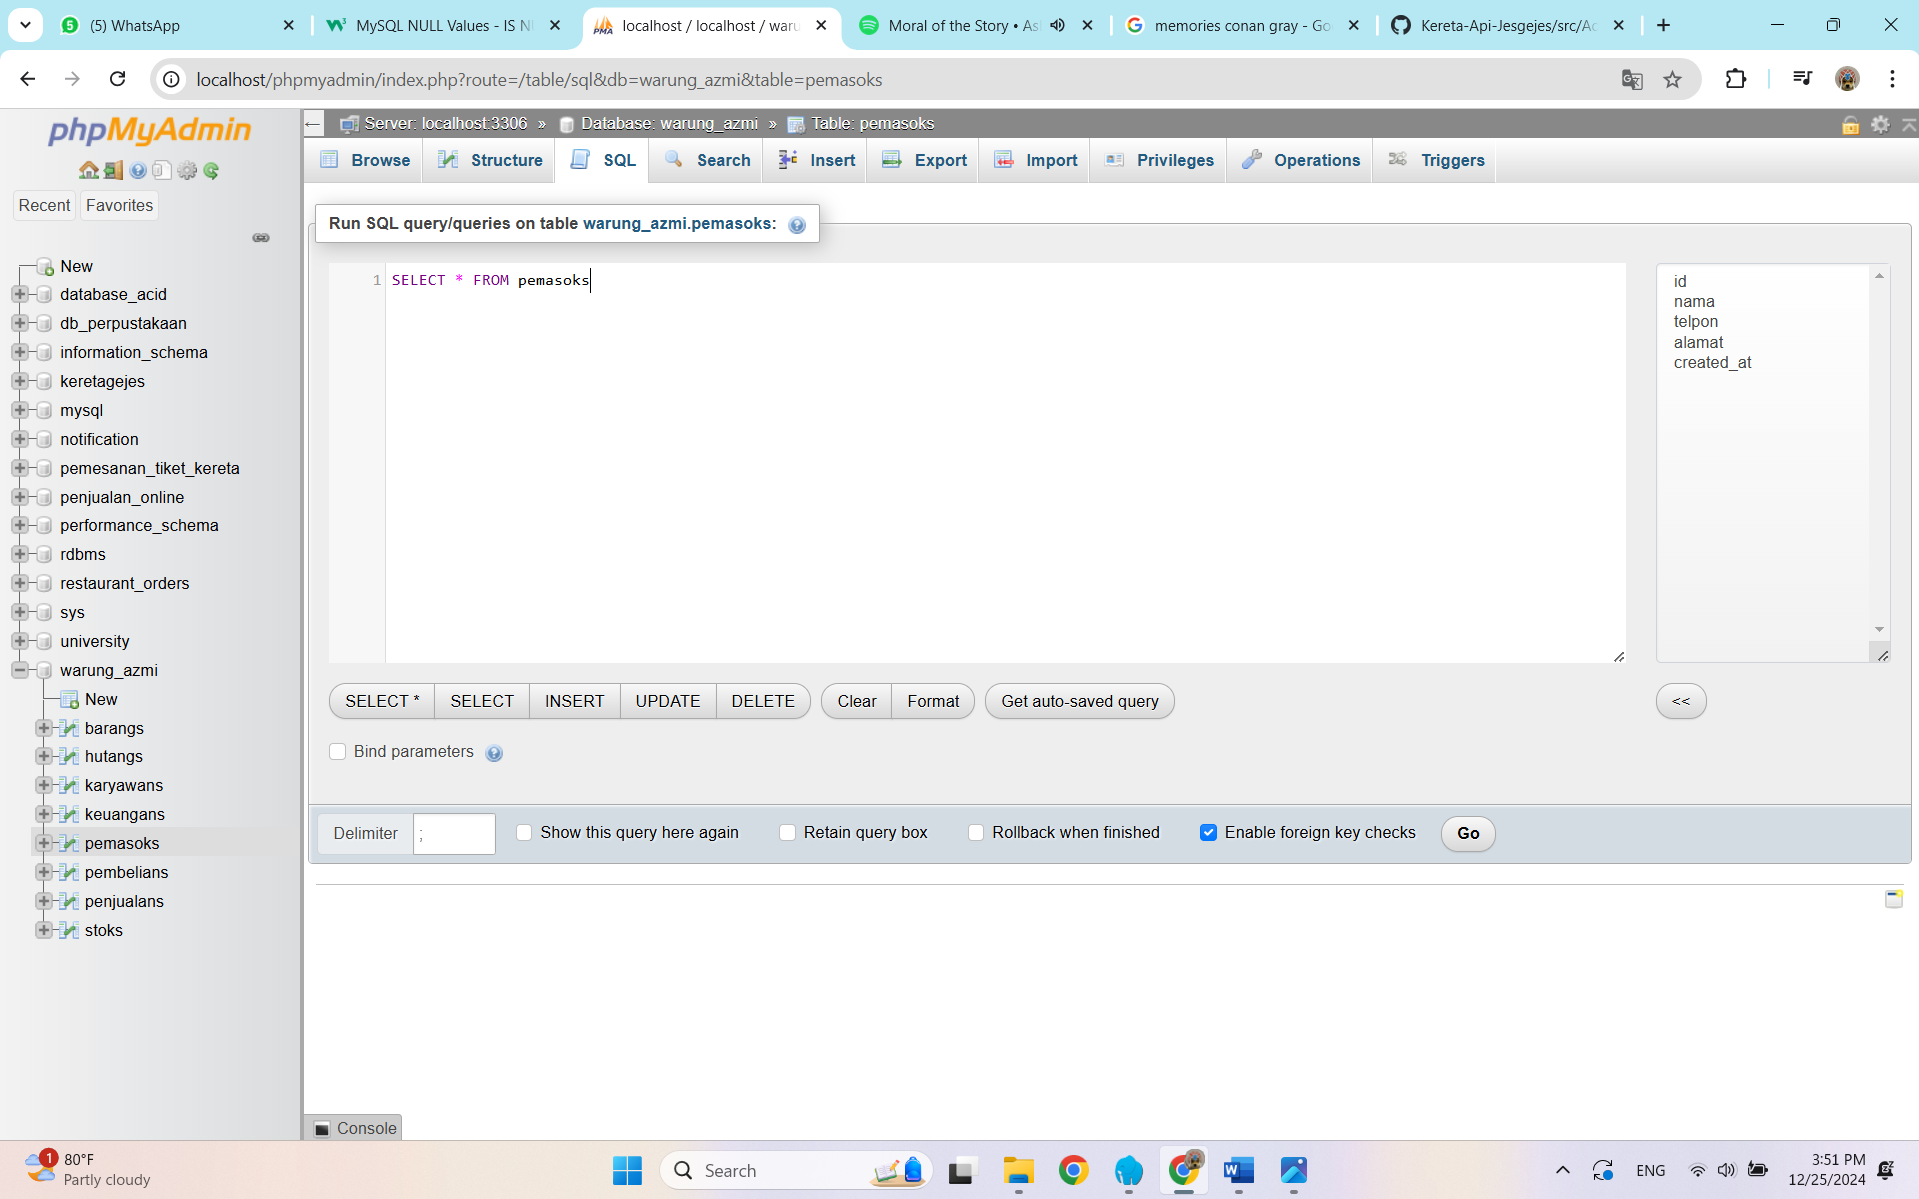 (5) WhatsApp
MySQL NULL Values - IS N
localhost / localhost / waru
Moral of the Story • As
memories conan gray - Go
Kereta-Api-Jesgejes/src/Ac
localhost/phpmyadmin/index.php?route=/table/sql&db=warung_azmi&table=pemasoks
phpMyAdmin
Recent
Favorites
New
database_acid
db_perpustakaan
information_schema
keretagejes
mysql
notification
pemesanan_tiket_kereta
penjualan_online
performance_schema
rdbms
restaurant_orders
sys
university
warung_azmi
New
barangs
hutangs
karyawans
keuangans
pemasoks
pembelians
penjualans
stoks
Server: localhost:3306 » Database: warung_azmi » Table: pemasoks
Browse Structure SQL Search Insert Export Import Privileges Operations Triggers
Run SQL query/queries on table warung_azmi.pemasoks:
1 SELECT * FROM pemasoks
id
nama
telpon
alamat
created_at
SELECT * SELECT INSERT UPDATE DELETE Clear Format Get auto-saved query <<
Bind parameters
Delimiter ; Show this query here again Retain query box Rollback when finished Enable foreign key checks Go
Console
1
80°F
Partly cloudy
Search
ENG
3:51 PM
12/25/2024